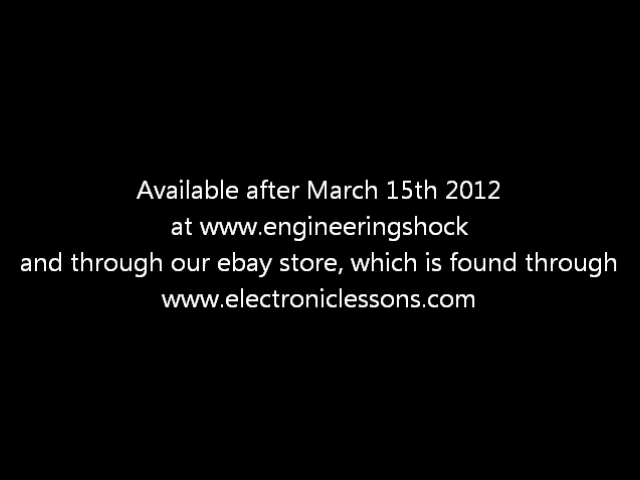 Available after March 15th 2012
at www.engineeringshock
and through our ebay store, which is found through
www.electroniclessons.com